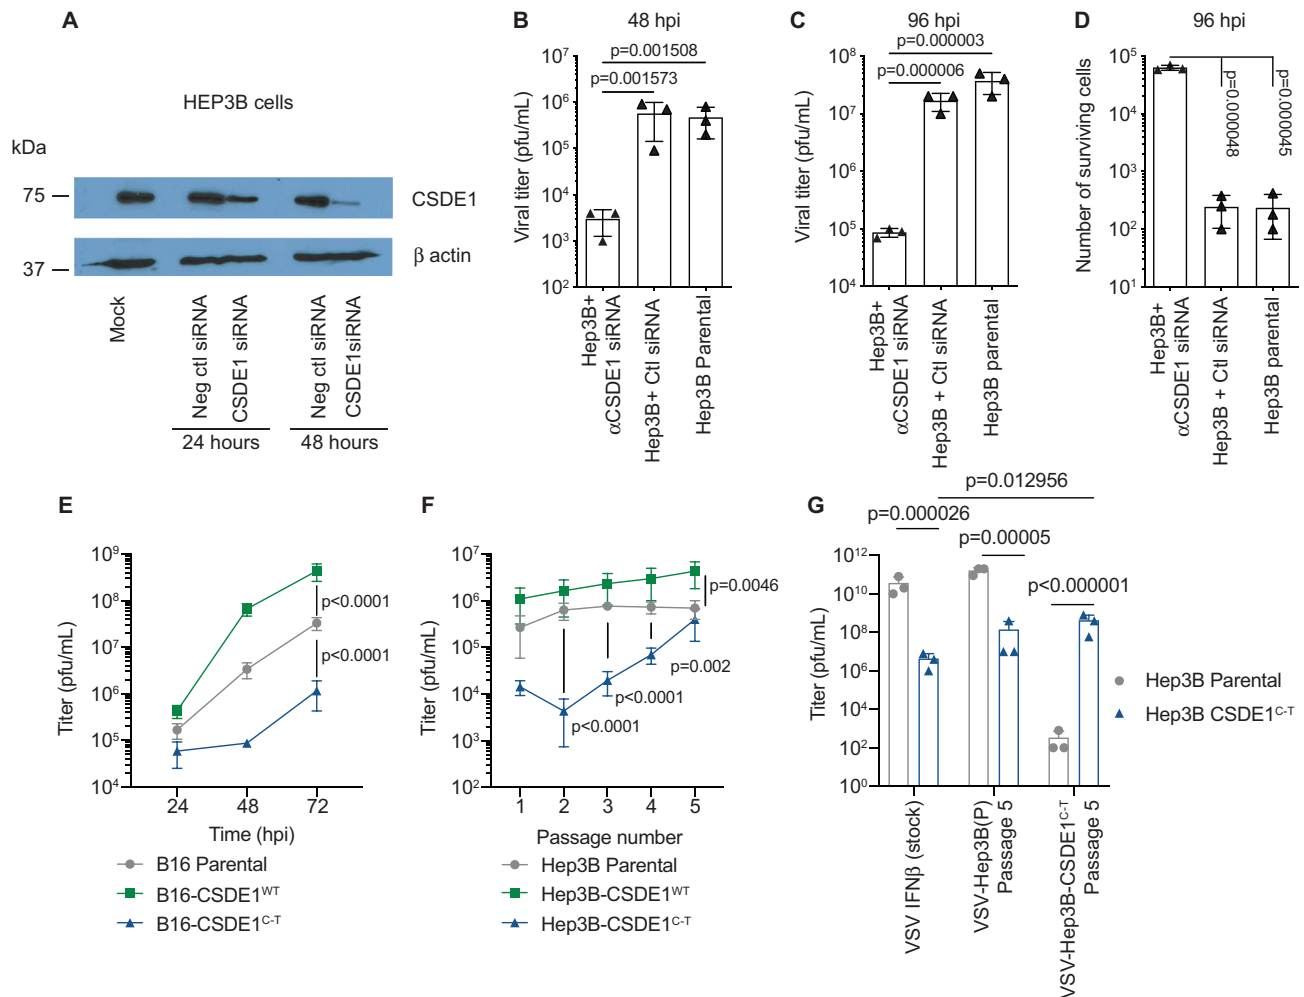 A
HEP3B cells
kDa
75
CSDE1
37
β actin
Mock
Neg ctl siRNA
CSDE1 siRNA
Neg ctl siRNA
CSDE1siRNA
24 hours
48 hours
B
48 hpi
p=0.001508
p=0.001573
Viral titer (pfu/mL)
10⁷
10⁶
10⁵
10⁴
10³
10²
Hep3B+
αCSDE1 siRNA
Hep3B+ Ctl siRNA
Hep3B Parental
C
96 hpi
p=0.000003
p=0.000006
Viral titer (pfu/mL)
10⁸
10⁷
10⁶
10⁵
10⁴
Hep3B+
αCSDE1 siRNA
Hep3B + Ctl siRNA
Hep3B parental
D
96 hpi
Number of surviving cells
10⁵
10⁴
10³
10²
10¹
p=0.000048
p=0.000045
Hep3B+
αCSDE1 siRNA
Hep3B + Ctl siRNA
Hep3B parental
E
Titer (pfu/mL)
10⁹
10⁸
10⁷
10⁶
10⁵
10⁴
p<0.0001
p<0.0001
24
48
72
Time (hpi)
B16 Parental
B16-CSDE1ᵂᵀ
B16-CSDE1ᶜ⁻ᵀ
F
Titer (pfu/mL)
10⁷
10⁶
10⁵
10⁴
10³
10²
p=0.0046
p=0.002
p<0.0001
p<0.0001
1
2
3
4
5
Passage number
Hep3B Parental
Hep3B-CSDE1ᵂᵀ
Hep3B-CSDE1ᶜ⁻ᵀ
G
p=0.012956
p=0.000026
p=0.00005
p<0.000001
Titer (pfu/mL)
10¹²
10¹⁰
10⁸
10⁶
10⁴
10²
10⁰
VSV IFNβ (stock)
VSV-Hep3B(P)
Passage 5
VSV-Hep3B-CSDE1ᶜ⁻ᵀ
Passage 5
Hep3B Parental
Hep3B CSDE1ᶜ⁻ᵀ